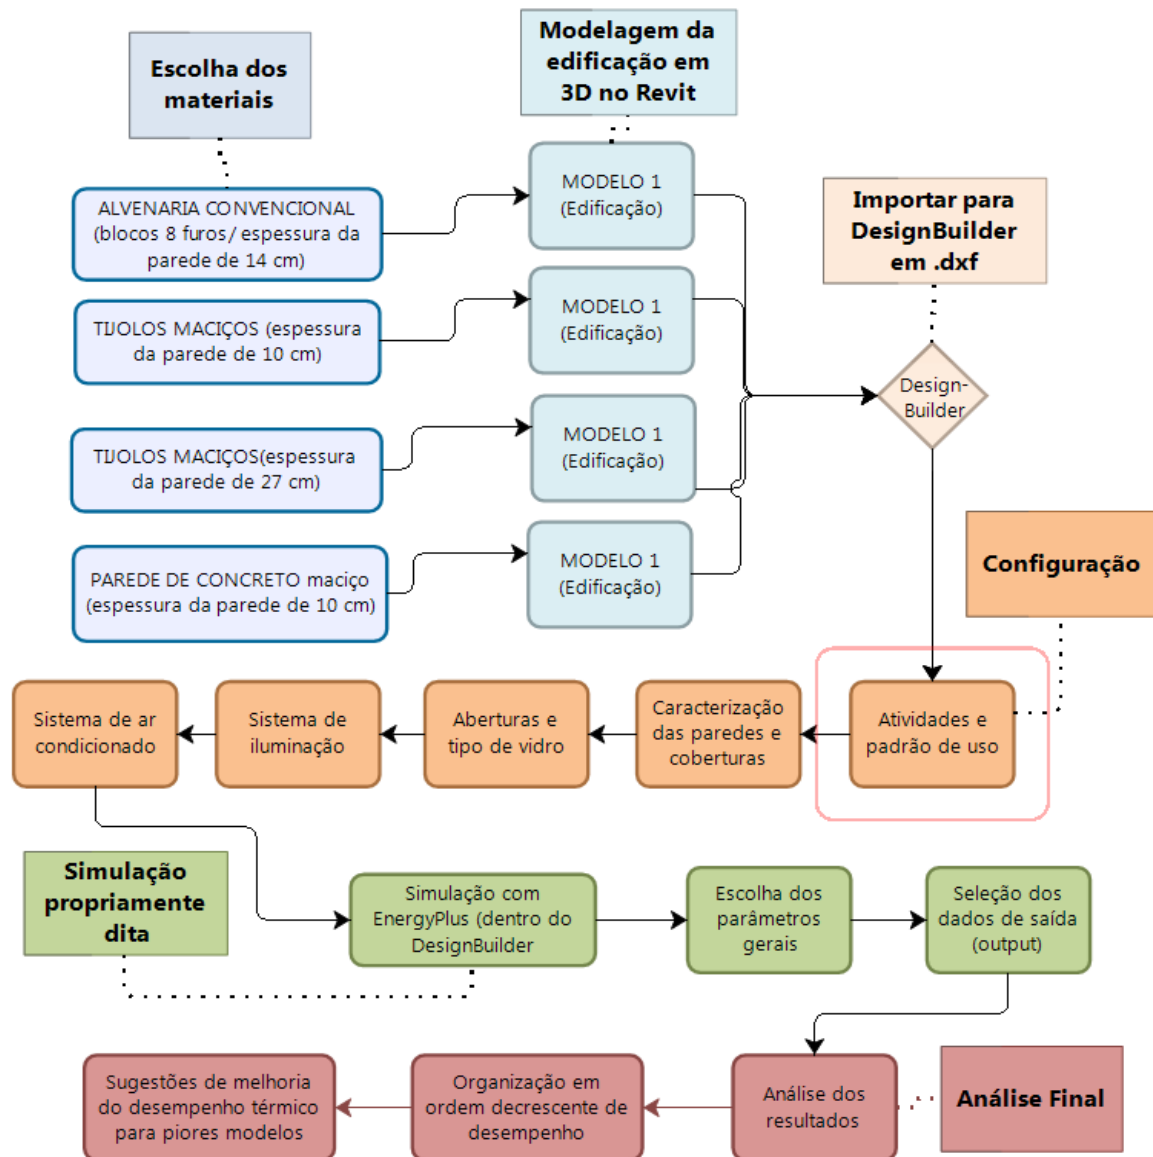 Escolha dos
materiais
Modelagem da
edificação em
3D no Revit
ALVENARIA CONVENCIONAL
(blocos 8 furos/ espessura da
parede de 14 cm)
MODELO 1
(Edificação)
Importar para
DesignBuilder
em .dxf
TIJOLOS MACIÇOS (espessura
da parede de 10 cm)
MODELO 1
(Edificação)
Design-
Builder
TIJOLOS MACIÇOS(espessura
da parede de 27 cm)
MODELO 1
(Edificação)
PAREDE DE CONCRETO maciço
(espessura da parede de 10 cm)
MODELO 1
(Edificação)
Configuração
Atividades e
padrão de uso
Caracterização
das paredes e
coberturas
Aberturas e
tipo de vidro
Sistema de
iluminação
Sistema de ar
condicionado
Simulação
propriamente
dita
Simulação com
EnergyPlus (dentro do
DesignBuilder
Escolha dos
parâmetros
gerais
Seleção dos
dados de saída
(output)
Análise Final
Análise dos
resultados
Organização em
ordem decrescente de
desempenho
Sugestões de melhoria
do desempenho térmico
para piores modelos